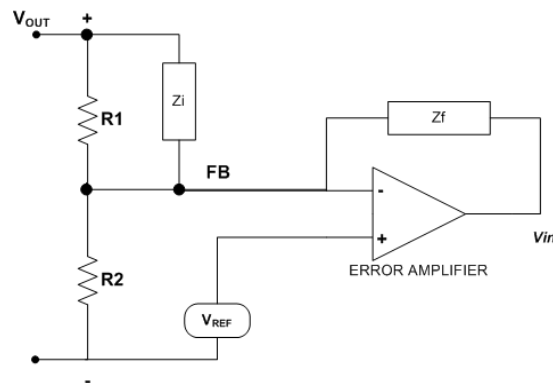 VOUT
+
R1
Zi
FB
Zf
-
+
Vin
ERROR AMPLIFIER
R2
VREF
-